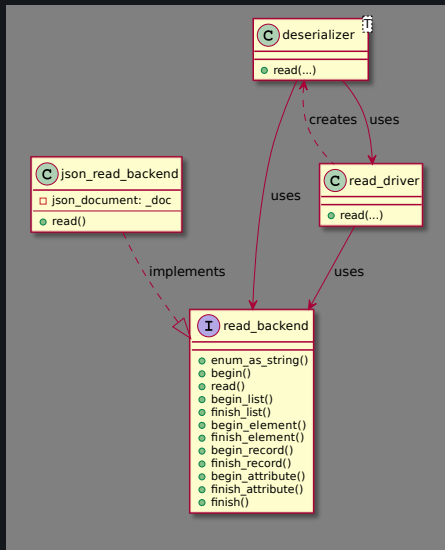 C deserializer T
read(...)
creates
uses
C json_read_backend
json_document: _doc
read()
C read_driver
read(...)
uses
implements
uses
I read_backend
enum_as_string()
begin()
read()
begin_list()
finish_list()
begin_element()
finish_element()
begin_record()
finish_record()
begin_attribute()
finish_attribute()
finish()